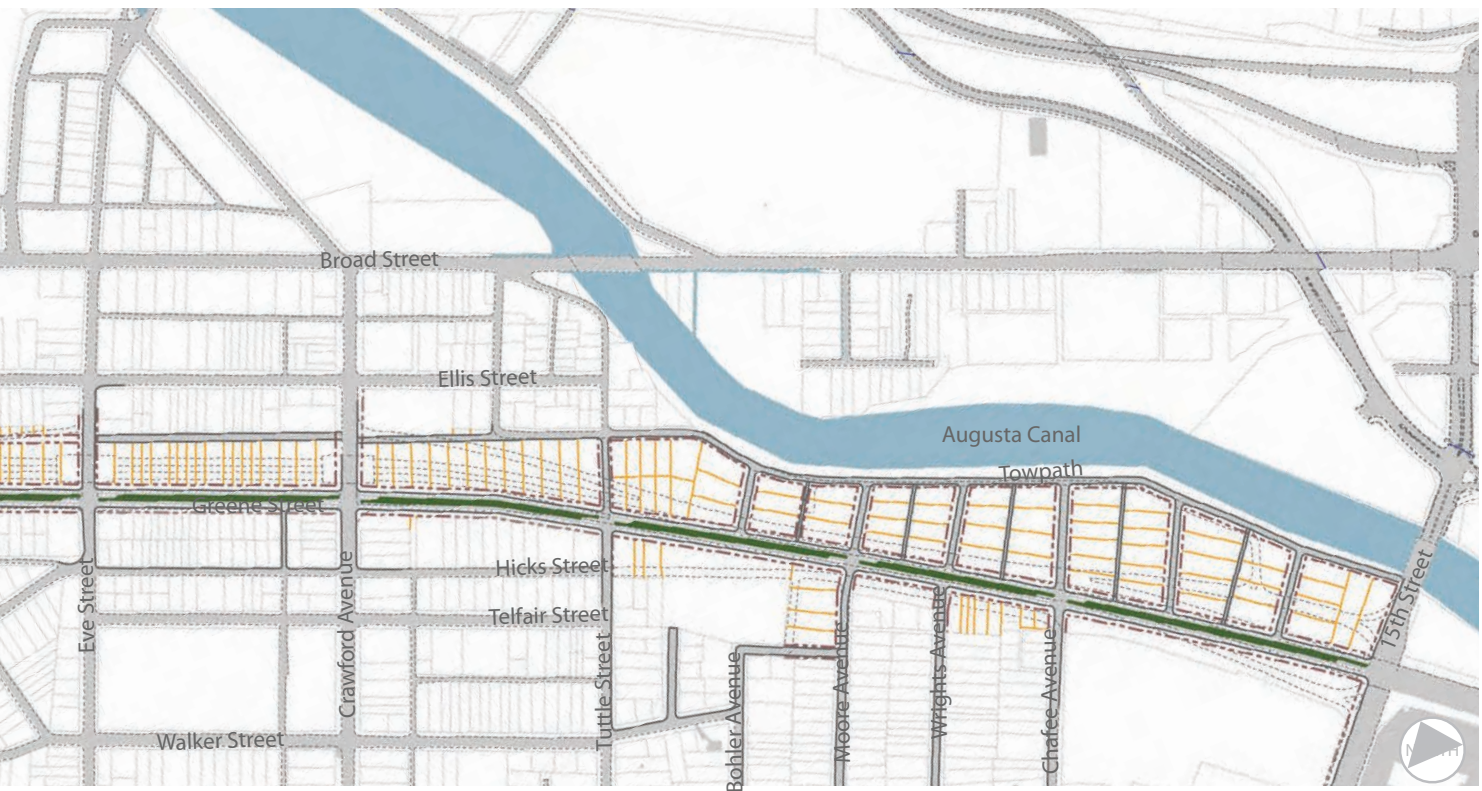 Broad Street
Ellis Street
Augusta Canal
Towpath
Greene Street
Hicks Street
Telfair Street
Eve Street
Crawford Avenue
Tuttle Street
Bohler Avenue
Moore Avenue
Wrights Avenue
Chafee Avenue
15th Street
Walker Street
NORTH